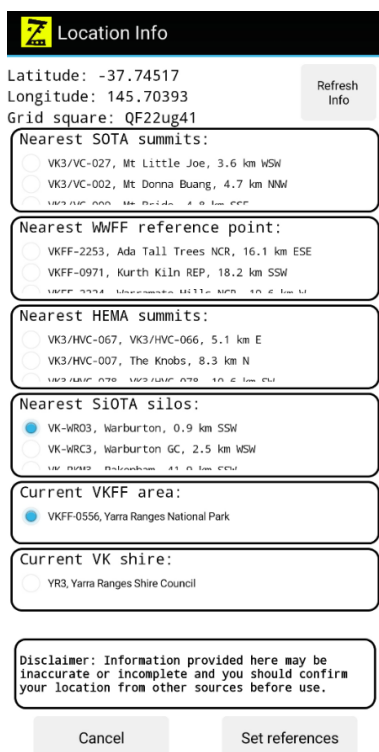 Location Info
Latitude: -37.74517
Longitude: 145.70393
Grid square: QF22ug41
Refresh
Info
Nearest SOTA summits:
VK3/VC-027, Mt Little Joe, 3.6 km WSW
VK3/VC-002, Mt Donna Buang, 4.7 km NNW
Nearest WWFF reference point:
VKFF-2253, Ada Tall Trees NCR, 16.1 km ESE
VKFF-0971, Kurth Kiln REP, 18.2 km SSW
Nearest HEMA summits:
VK3/HVC-067, VK3/HVC-066, 5.1 km E
VK3/HVC-007, The Knobs, 8.3 km N
Nearest SiOTA silos:
VK-WRO3, Warburton, 0.9 km SSW
VK-WRC3, Warburton GC, 2.5 km WSW
Current VKFF area:
VKFF-0556, Yarra Ranges National Park
Current VK shire:
YR3, Yarra Ranges Shire Council
Disclaimer: Information provided here may be
inaccurate or incomplete and you should confirm
your location from other sources before use.
Cancel
Set references